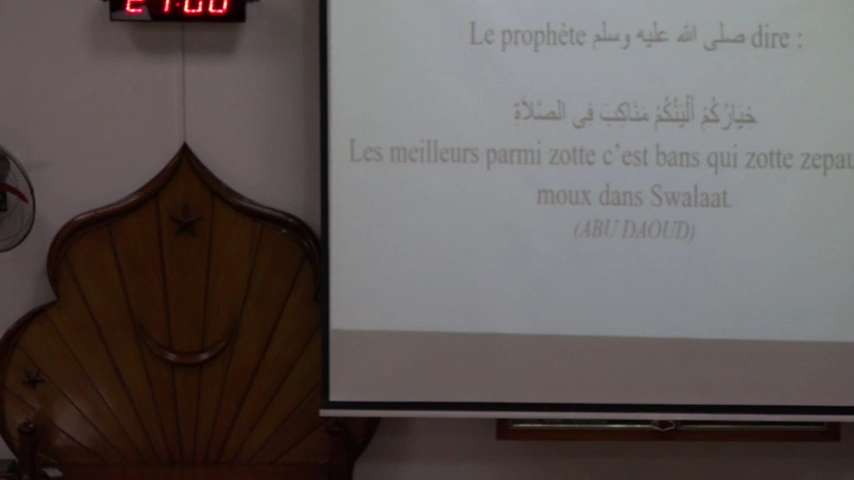 Le prophète صلى الله عليه وسلم dire :
خِيَارُكُمْ أَلْيَنُكُمْ مَنَاكِبَ فِى الصَّلَاةِ
Les meilleurs parmi zotte c’est bans qui zotte zepau
moux dans Swalaat.
(ABU DAOUD)